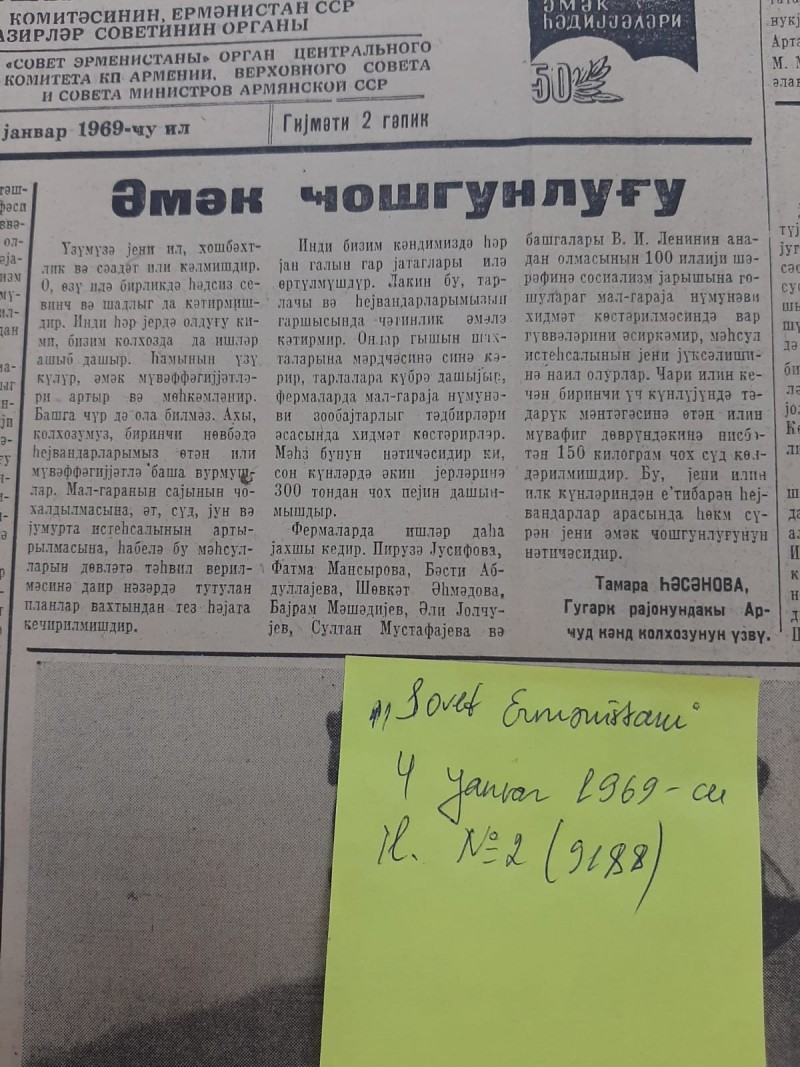 КОМИТӘСИНИН, ЕРМӘНИСТАН ССР
АЗИРЛӘР СОВЕТИНИН ОРГАНЫ
«СОВЕТ ЭРМЕНИСТАНЫ» ОРГАН ЦЕНТРАЛЬНОГО
КОМИТЕТА КП АРМЕНИИ, ВЕРХОВНОГО СОВЕТА
И СОВЕТА МИНИСТРОВ АРМЯНСКОЙ ССР
јанвар 1969-чу ил
Гијмәти 2 гәпик
ӘМӘК
ҺӘДИЈЈӘЛӘРИ
50
Әмәк чошгунлуғу
Үзүмүзә јени ил, хошбәхт-
лик вә сәадәт или кәлмишдир.
О, өзү илә бирликдә һәдсиз се-
винч вә шадлыг да кәтирмиш-
дир. Инди һәр јердә олдуғу ки-
ми, бизим колхозда да ишләр
ашыб дашыр. Һамынын үзү
күлүр, әмәк мүвәффәгијјәтлә-
ри артыр вә мөһкәмләнир.
Башга чүр дә ола билмәз. Ахы,
колхозумуз, биринчи нөвбәдә
һејвандарларымыз өтән или
мүвәффәгијјәтлә баша вурмуш-
лар. Мал-гаранын сајынын чо-
халдылмасына, әт, сүд, јун вә
јумурта истеһсалынын арты-
рылмасына, һабелә бу мәһсул-
ларын дөвләтә тәһвил верил-
мәсинә даир нәзәрдә тутулан
планлар вахтындан тез һәјата
кечирилмишдир.
Инди бизим кәндимиздә һәр
јан галын гар јатаглары илә
өртүлмүшдүр. Лакин бу, тар-
лачы вә һејвандарларымызын
гаршысында чәтинлик әмәлә
кәтирмир. Онлар гышын шах-
таларына мәрдчәсинә синә кә-
рир, тарлалара күбрә дашыјыр,
фермаларда мал-гараја нүмунә-
ви зообајтарлыг тәдбирләри
әсасында хидмәт көстәрирләр.
Мәһз бунун нәтичәсидир ки,
сон күнләрдә әкин јерләринә
300 тондан чох пејин дашын-
мышдыр.
Фермаларда ишләр даһа
јахшы кедир. Пирузә Јусифова,
Фатма Мансырова, Бәсти Аб-
дуллајева, Шөвкәт Әһмәдова,
Бајрам Мәшәдијев, Әли Јолчу-
јев, Султан Мустафајева вә
башгалары В. И. Ленинин ана-
дан олмасынын 100 иллији шә-
рәфинә сосиализм јарышына го-
шулараг мал-гараја нүмунәви
хидмәт көстәрилмәсиндә вар
гүввәләрини әсиркәмир, мәһсул
истеһсалынын јени јүксәлиши-
нә наил олурлар. Чари илин ке-
чән биринчи үч күнлүјүндә тә-
дарүк мәнтәгәсинә өтән илин
мувафиг дөврүндәкинә нисбә-
тән 150 килограм чох сүд көн-
дәрилмишдир. Бу, јени илин
илк күнләриндән е'тибарән һеј-
вандарлар арасында һөкм сү-
рән јени әмәк чошгунлуғунун
нәтичәсидир.
Тамара ҺӘСӘНОВА,
Гугарк рајонундакы Ар-
чуд кәнд колхозунун үзвү.
"Sovet Ermənistanı"
4 yanvar 1969-cu
il. №2 (9188)